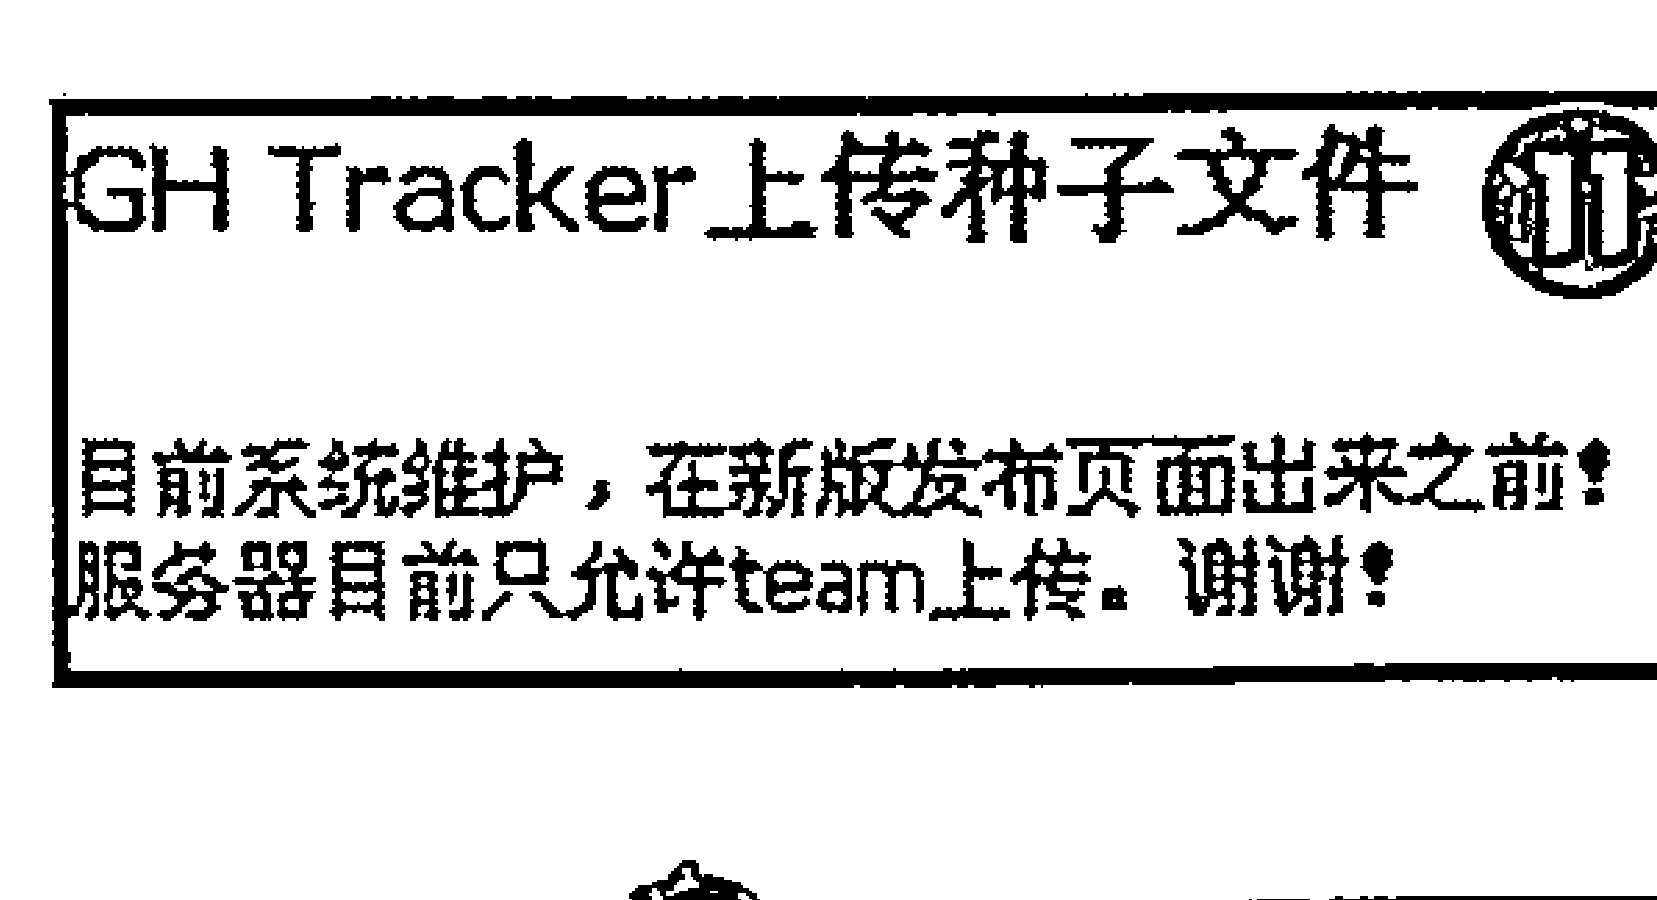 GH Tracker上传种子文件
目前系统维护，在新版发布页面出来之前！
服务器目前只允许team上传。谢谢！